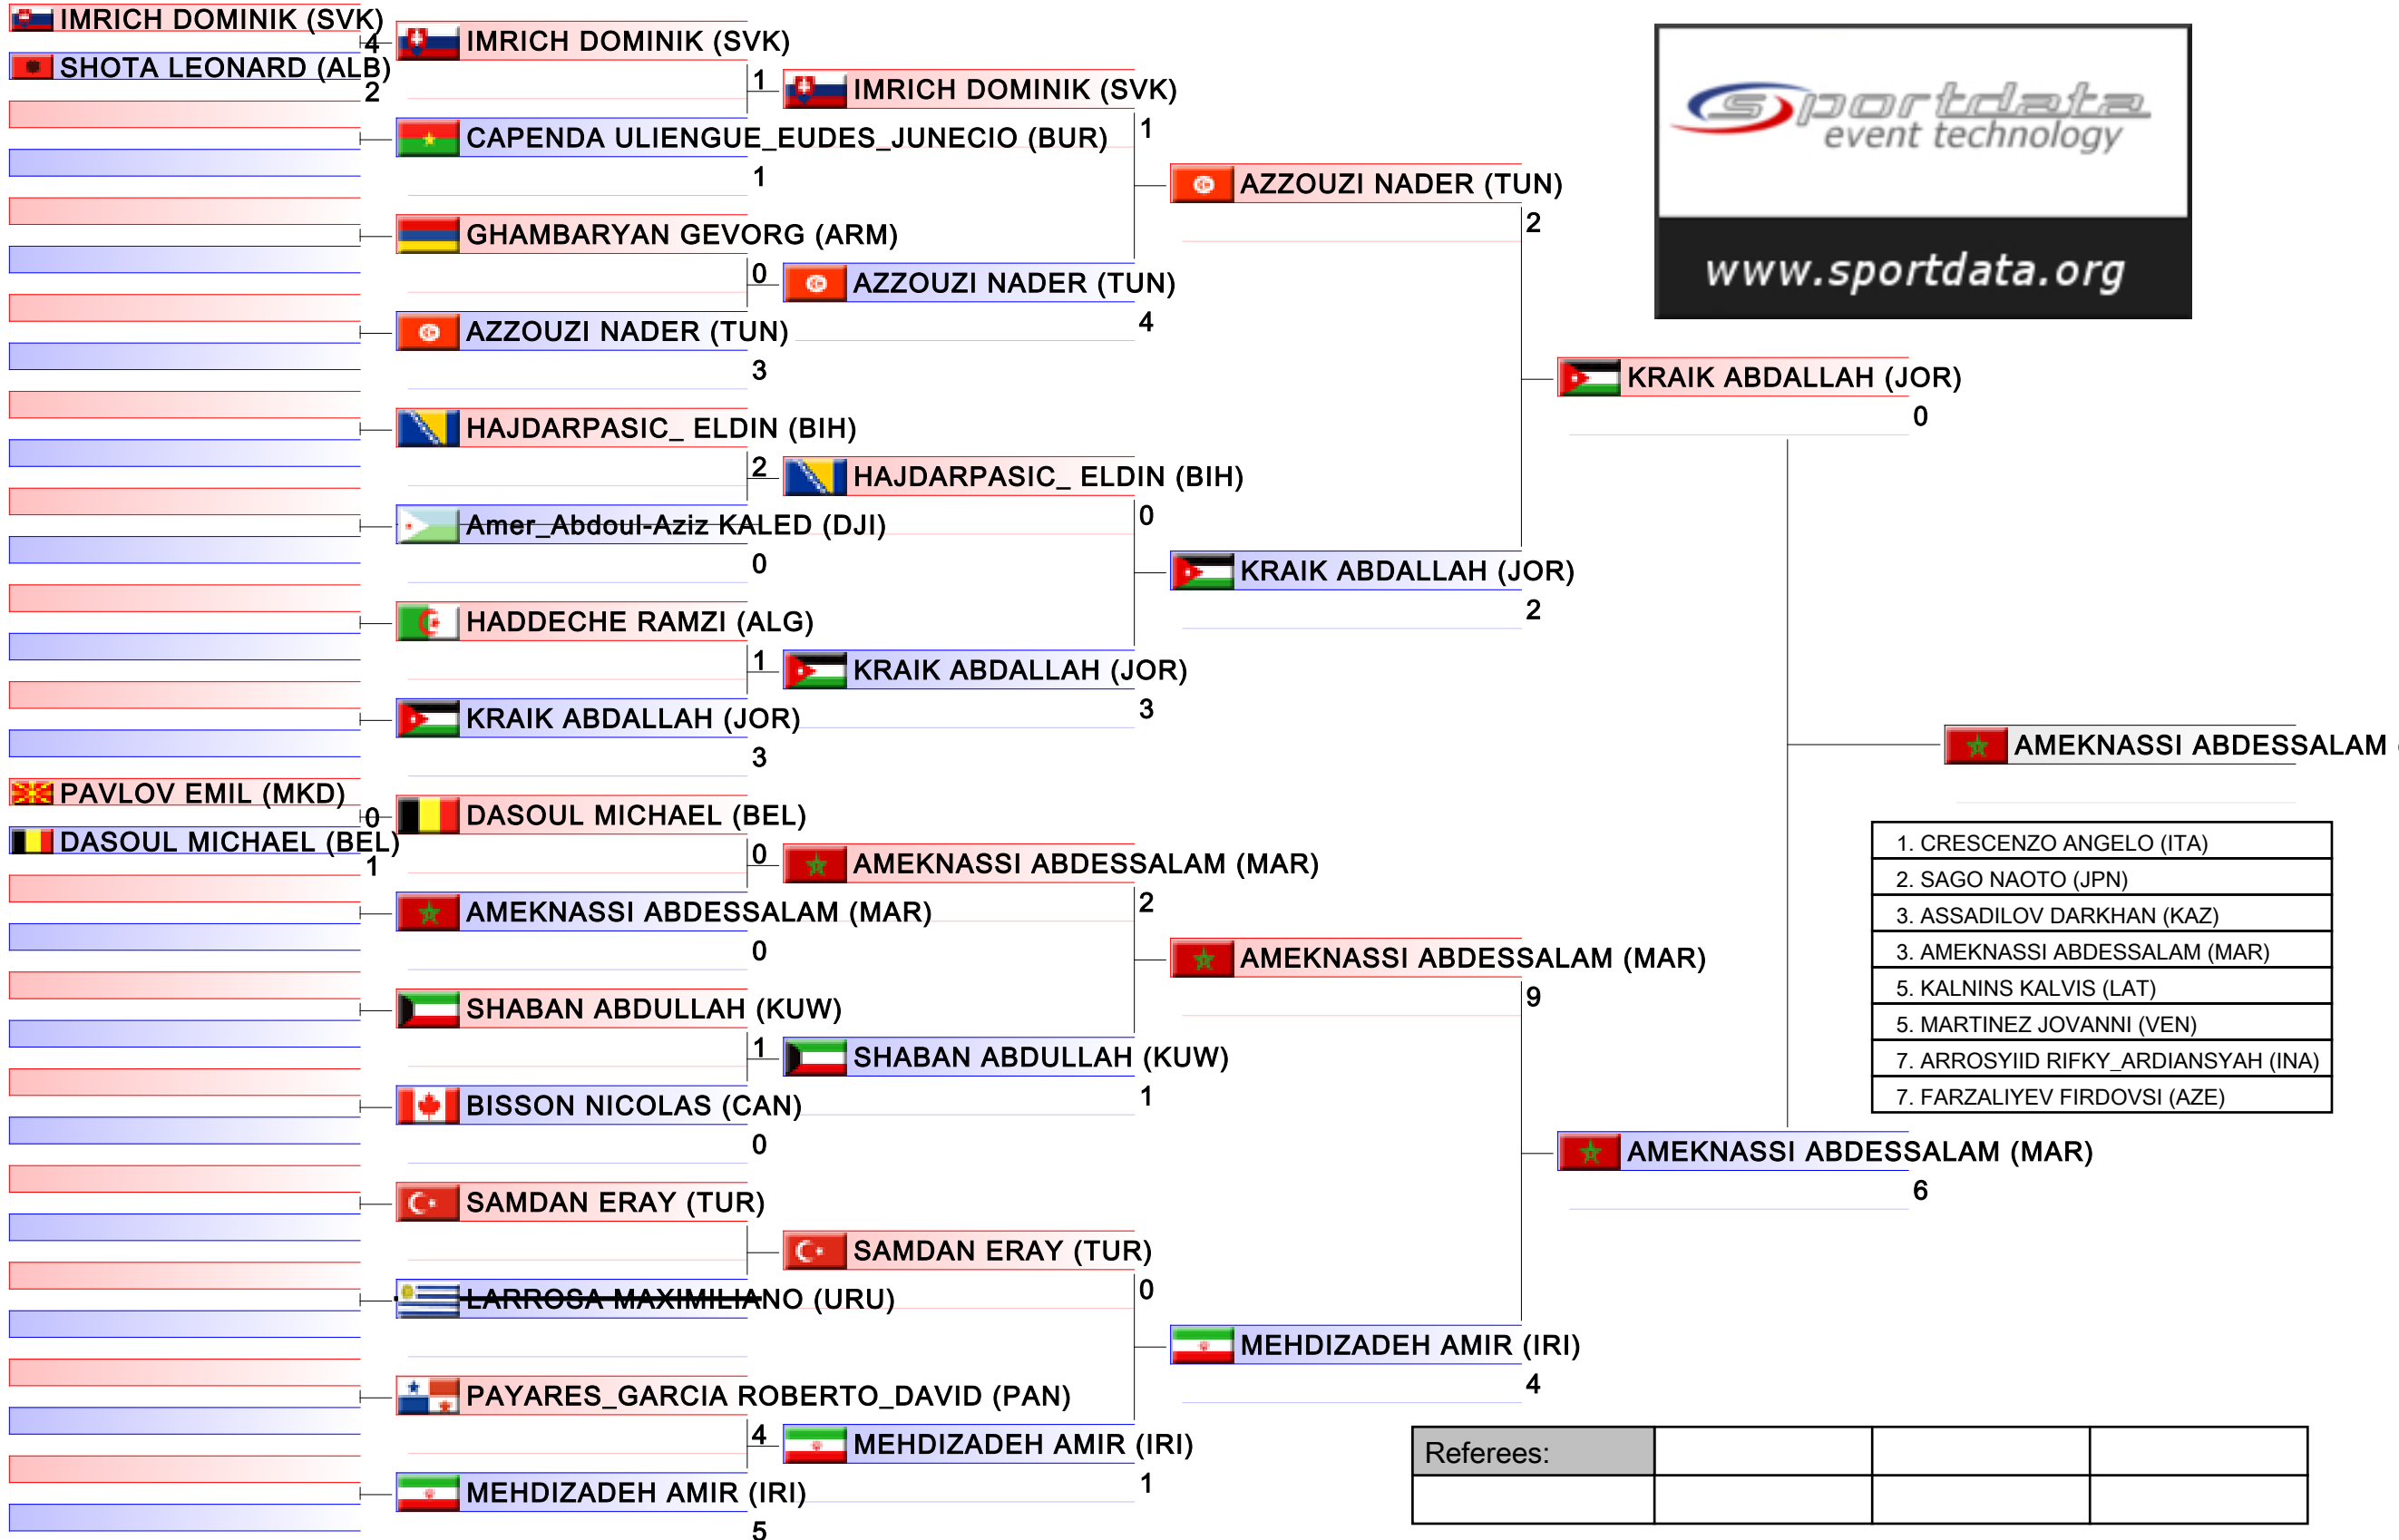 IMRICH DOMINIK (SVK)
4
SHOTA LEONARD (ALB)
2
PAVLOV EMIL (MKD)
0
DASOUL MICHAEL (BEL)
1
IMRICH DOMINIK (SVK)
1
CAPENDA ULIENGUE_EUDES_JUNECIO (BUR)
1
GHAMBARYAN GEVORG (ARM)
0
AZZOUZI NADER (TUN)
3
HAJDARPASIC_ ELDIN (BIH)
2
Amer_Abdoul-Aziz KALED (DJI)
0
HADDECHE RAMZI (ALG)
1
KRAIK ABDALLAH (JOR)
3
DASOUL MICHAEL (BEL)
0
AMEKNASSI ABDESSALAM (MAR)
0
SHABAN ABDULLAH (KUW)
1
BISSON NICOLAS (CAN)
0
SAMDAN ERAY (TUR)
LARROSA MAXIMILIANO (URU)
PAYARES_GARCIA ROBERTO_DAVID (PAN)
4
MEHDIZADEH AMIR (IRI)
5
IMRICH DOMINIK (SVK)
1
AZZOUZI NADER (TUN)
4
HAJDARPASIC_ ELDIN (BIH)
0
KRAIK ABDALLAH (JOR)
3
AMEKNASSI ABDESSALAM (MAR)
2
SHABAN ABDULLAH (KUW)
1
SAMDAN ERAY (TUR)
0
MEHDIZADEH AMIR (IRI)
1
AZZOUZI NADER (TUN)
2
KRAIK ABDALLAH (JOR)
2
AMEKNASSI ABDESSALAM (MAR)
9
MEHDIZADEH AMIR (IRI)
4
KRAIK ABDALLAH (JOR)
0
AMEKNASSI ABDESSALAM (MAR)
6
AMEKNASSI ABDESSALAM
sportdata
event technology
www.sportdata.org
1. CRESCENZO ANGELO (ITA)
2. SAGO NAOTO (JPN)
3. ASSADILOV DARKHAN (KAZ)
3. AMEKNASSI ABDESSALAM (MAR)
5. KALNINS KALVIS (LAT)
5. MARTINEZ JOVANNI (VEN)
7. ARROSYIID RIFKY_ARDIANSYAH (INA)
7. FARZALIYEV FIRDOVSI (AZE)
Referees: